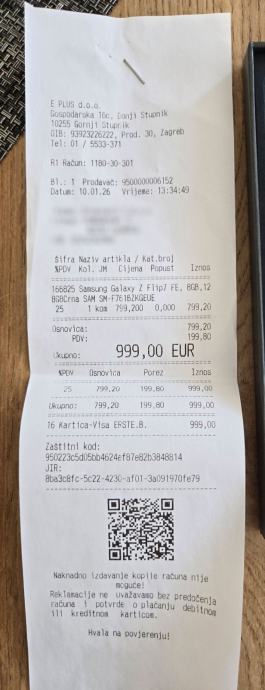 E PLUS d.o.o.
Gospodarska 16c, Donji Stupnik
10255 Gornji Stupnik
OIB: 93923226222, Prod. 30, Zagreb
Tel: 01 / 5533-371
R1 Račun: 1180-30-301
Bl.: 1 Prodavač: 9500000006152
Datum: 10.01.26 Vrijeme: 13:34:49
Šifra Naziv artikla / Kat.broj
%PDV Kol. JM Cijena Popust Iznos
166825 Samsung Galaxy Z Flip7 FE, 8GB,12
8GBCrna SAM SM-F761BZKGEUE
25 1 kom 799,200 0,000 799,20
Osnovica: 799,20
PDV: 199,80
Ukupno: 999,00 EUR
%PDV Osnovica Porez Iznos
25 799,20 199,80 999,00
Ukupno: 799,20 199,80 999,00
16 Kartica-Visa ERSTE.B. 999,00
Zaštitni kod:
950223c5d05bb4624ef87e82b3848814
JIR:
8ba3c8fc-5c22-4230-af01-3a091970fe79
Naknadno izdavanje kopije računa nije
moguće!
Reklamacije ne uvažavamo bez predočenja
računa i potvrde o plaćanju debitnom
ili kreditnom karticom.
Hvala na povjerenju!